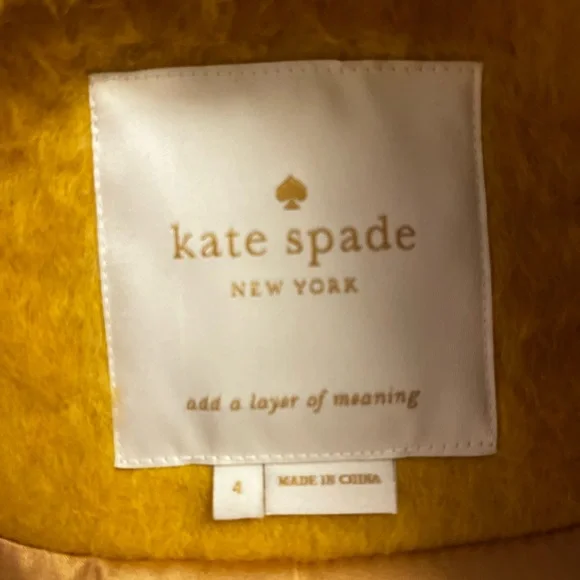 kate spade
NEW YORK
add a layer of meaning
4
MADE IN CHINA